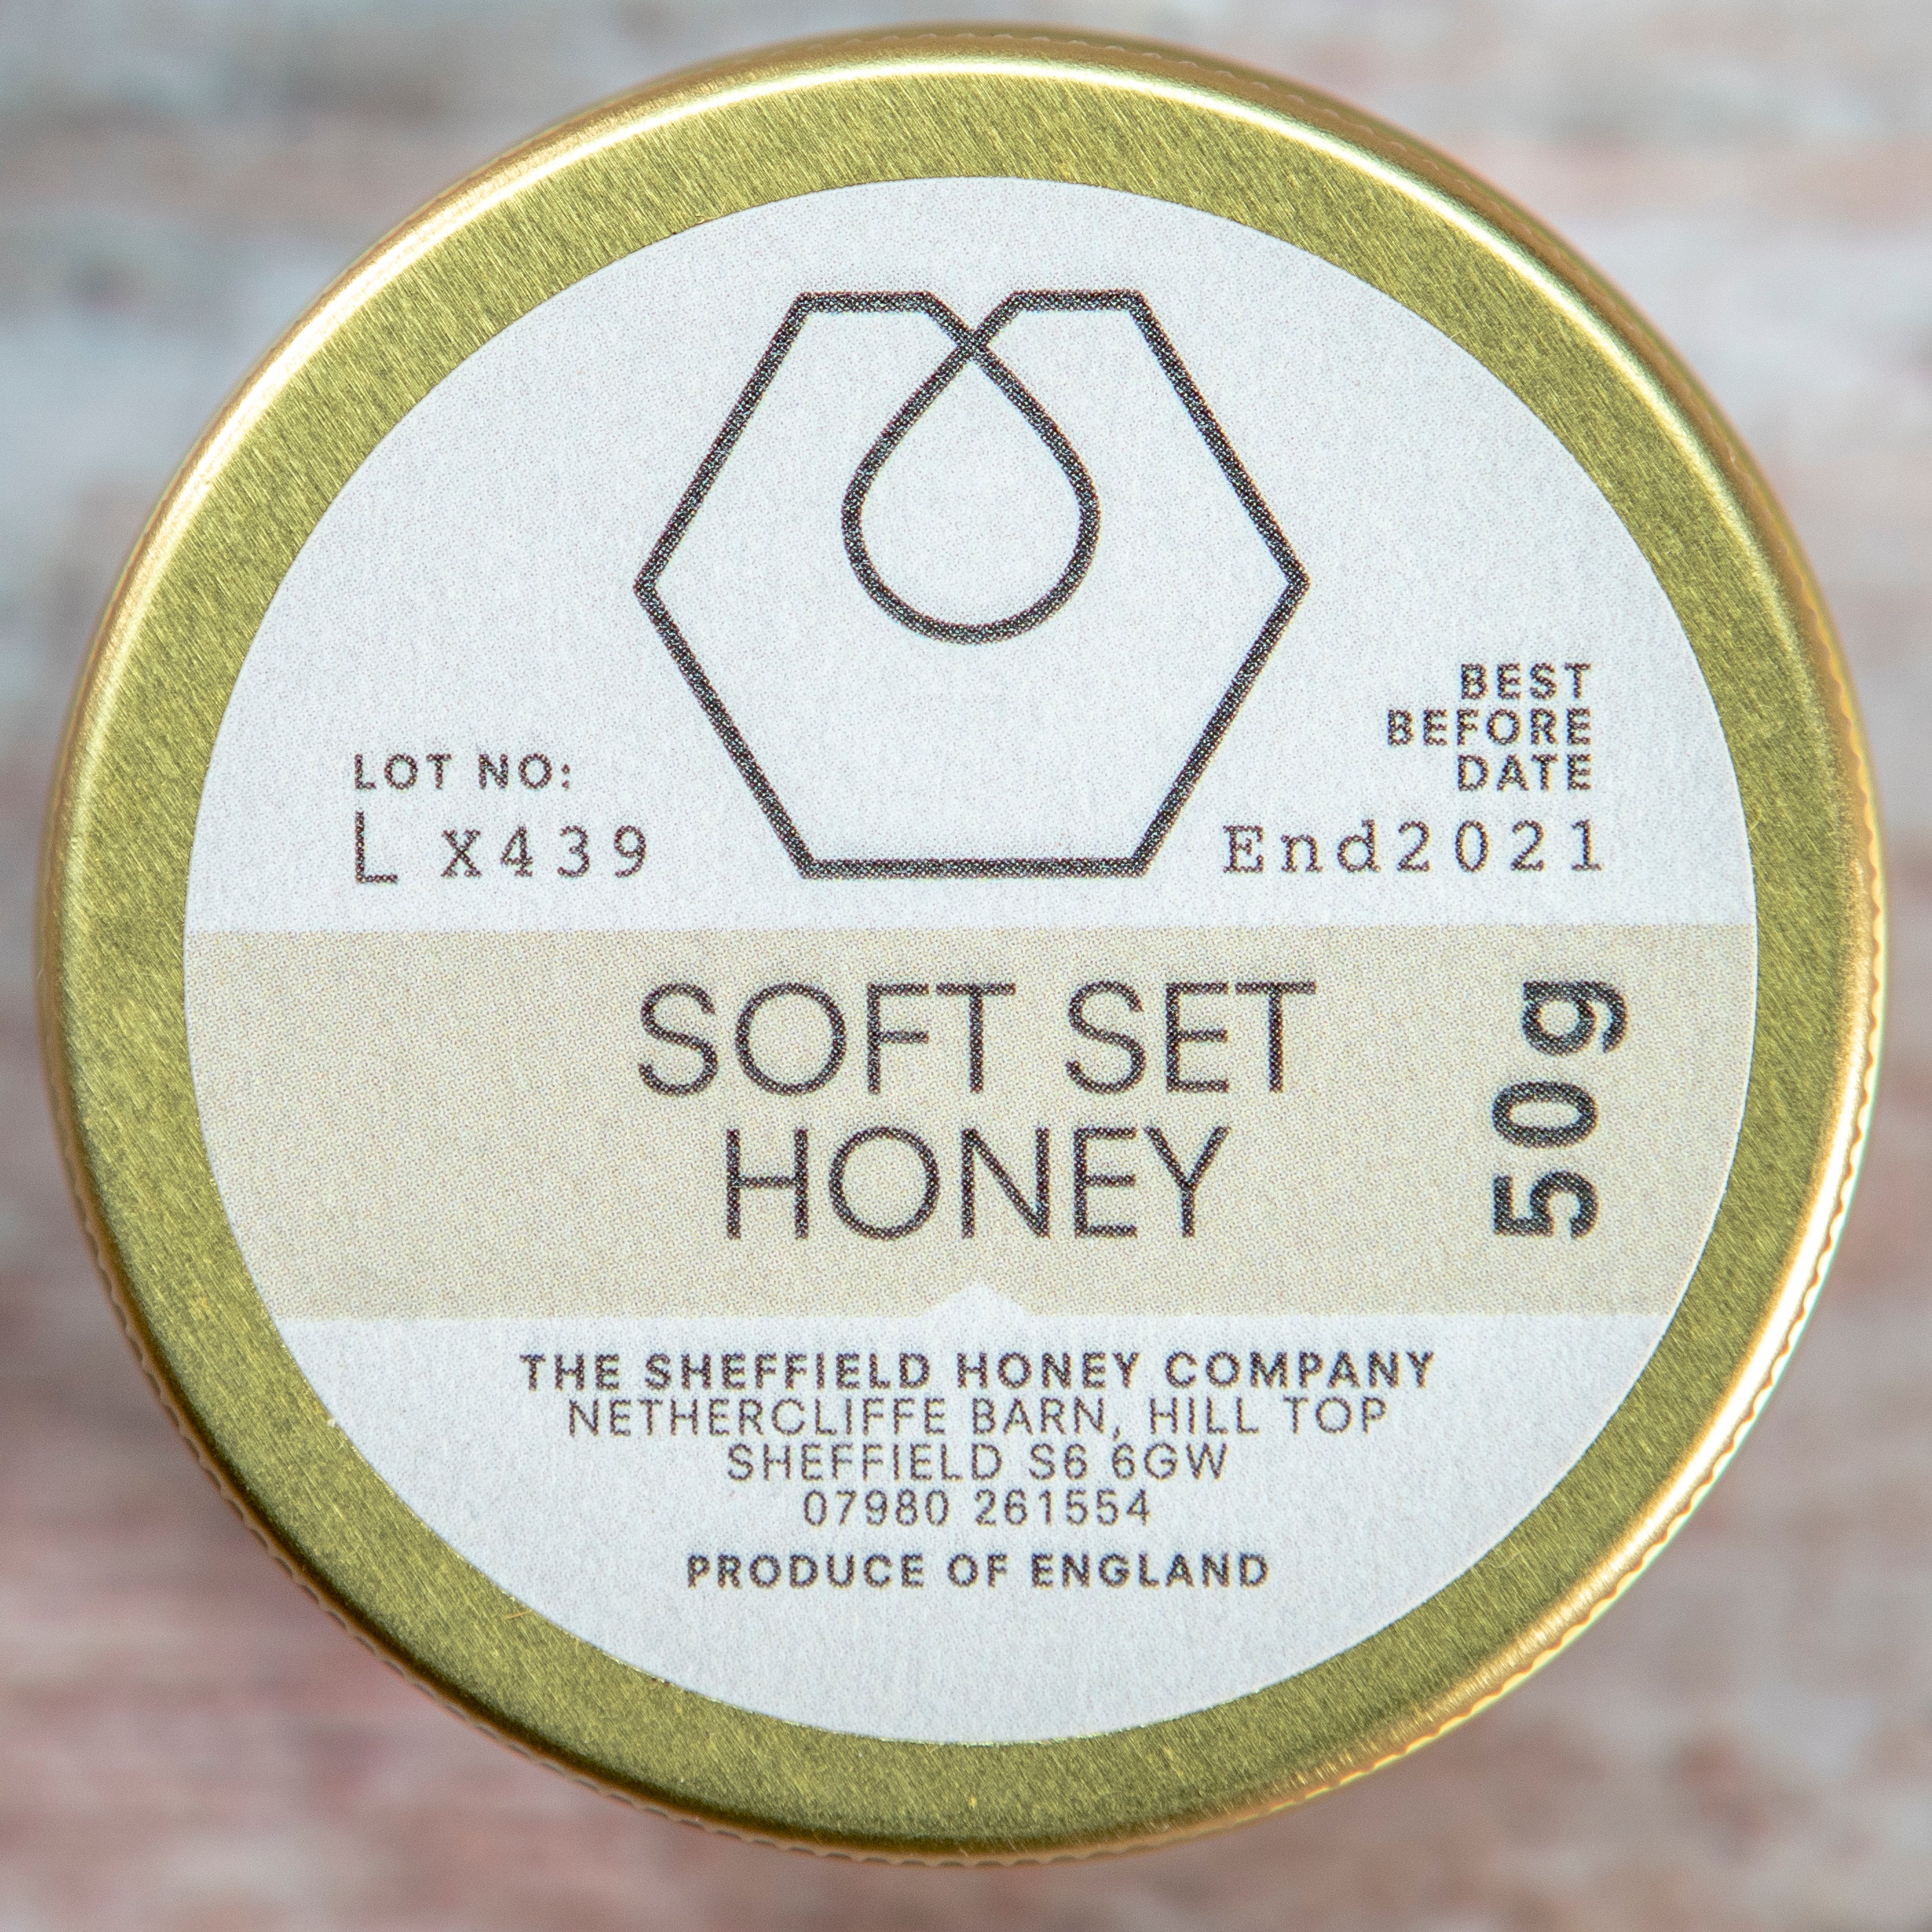 LOT NO:
L X439
BEST
BEFORE
DATE
End2021
SOFT SET
HONEY
50g
THE SHEFFIELD HONEY COMPANY
NETHERCLIFFE BARN, HILL TOP
SHEFFIELD S6 6GW
07980 261554
PRODUCE OF ENGLAND